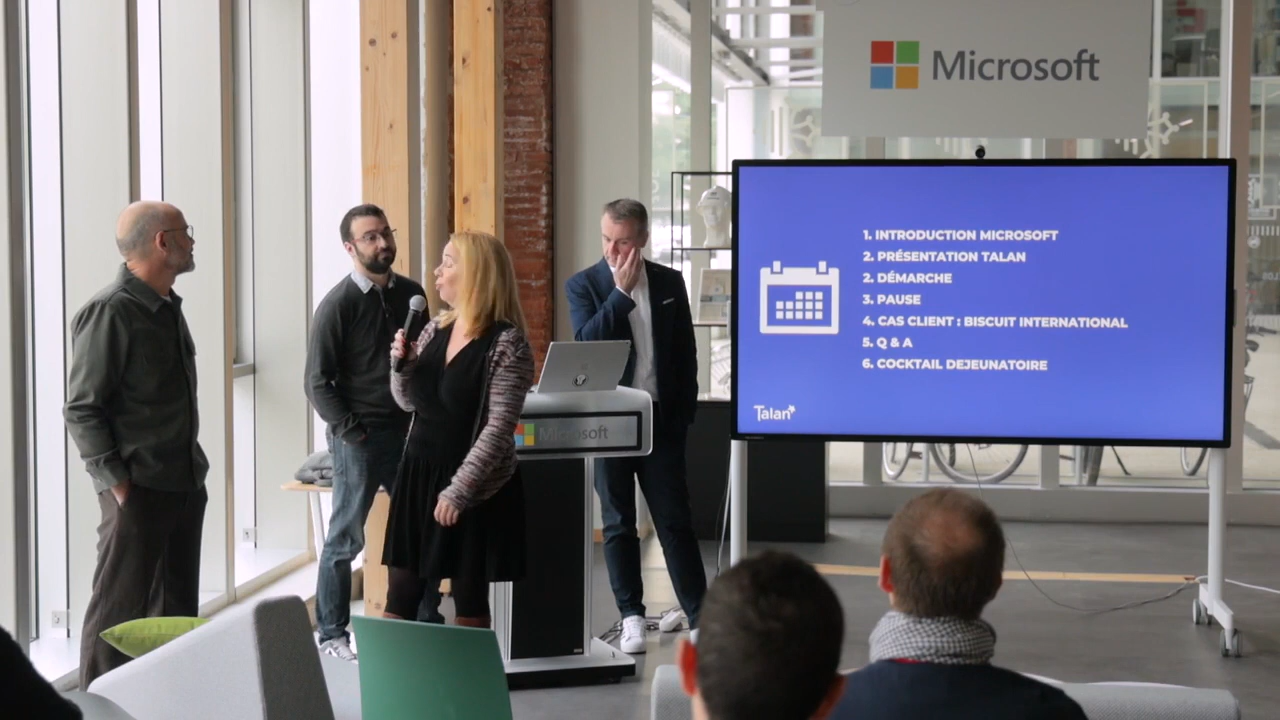 Microsoft
1. INTRODUCTION MICROSOFT
2. PRÉSENTATION TALAN
2. DÉMARCHE
3. PAUSE
4. CAS CLIENT : BISCUIT INTERNATIONAL
5. Q & A
6. COCKTAIL DEJEUNATOIRE
Talan
Microsoft